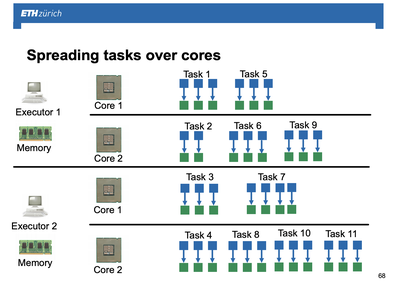 ETH zürich
Spreading tasks over cores
Task 1 Task 5
Executor 1
Core 1
Task 2 Task 6 Task 9
Memory
Core 2
Task 3 Task 7
Core 1
Executor 2
Task 4 Task 8 Task 10 Task 11
Memory
Core 2
68